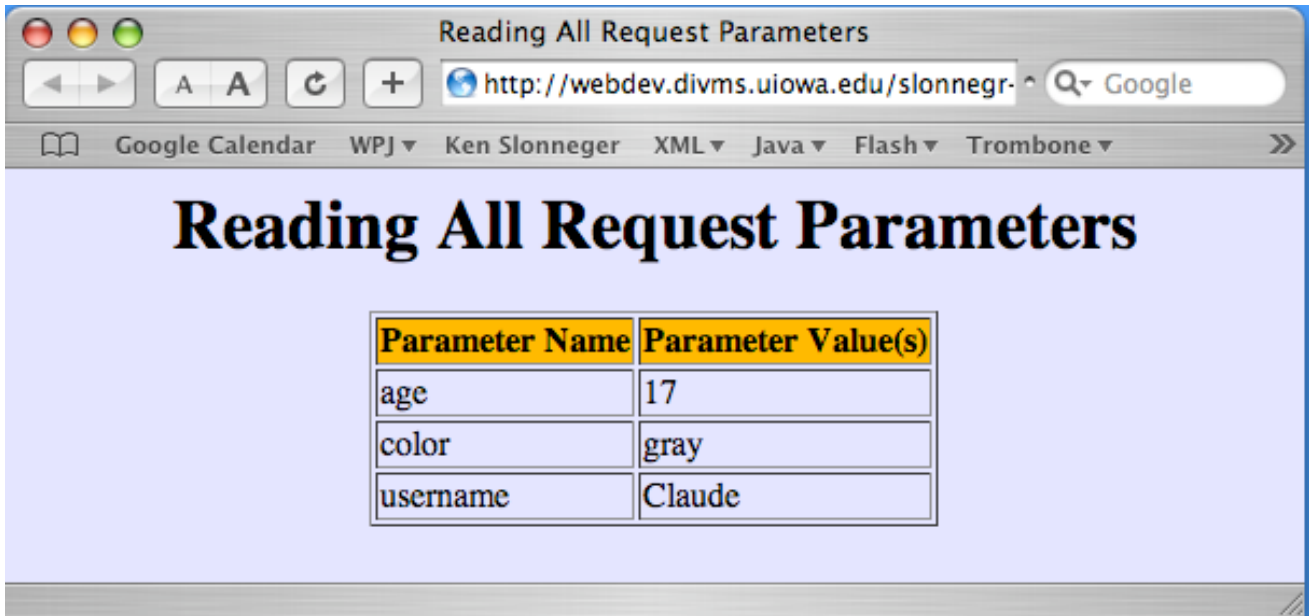 Reading All Request Parameters
A A + http://webdev.divms.uiowa.edu/slonnegr- Google
Google Calendar WPJ Ken Slonneger XML Java Flash Trombone
Reading All Request Parameters
Parameter Name Parameter Value(s)
age 17
color gray
username Claude